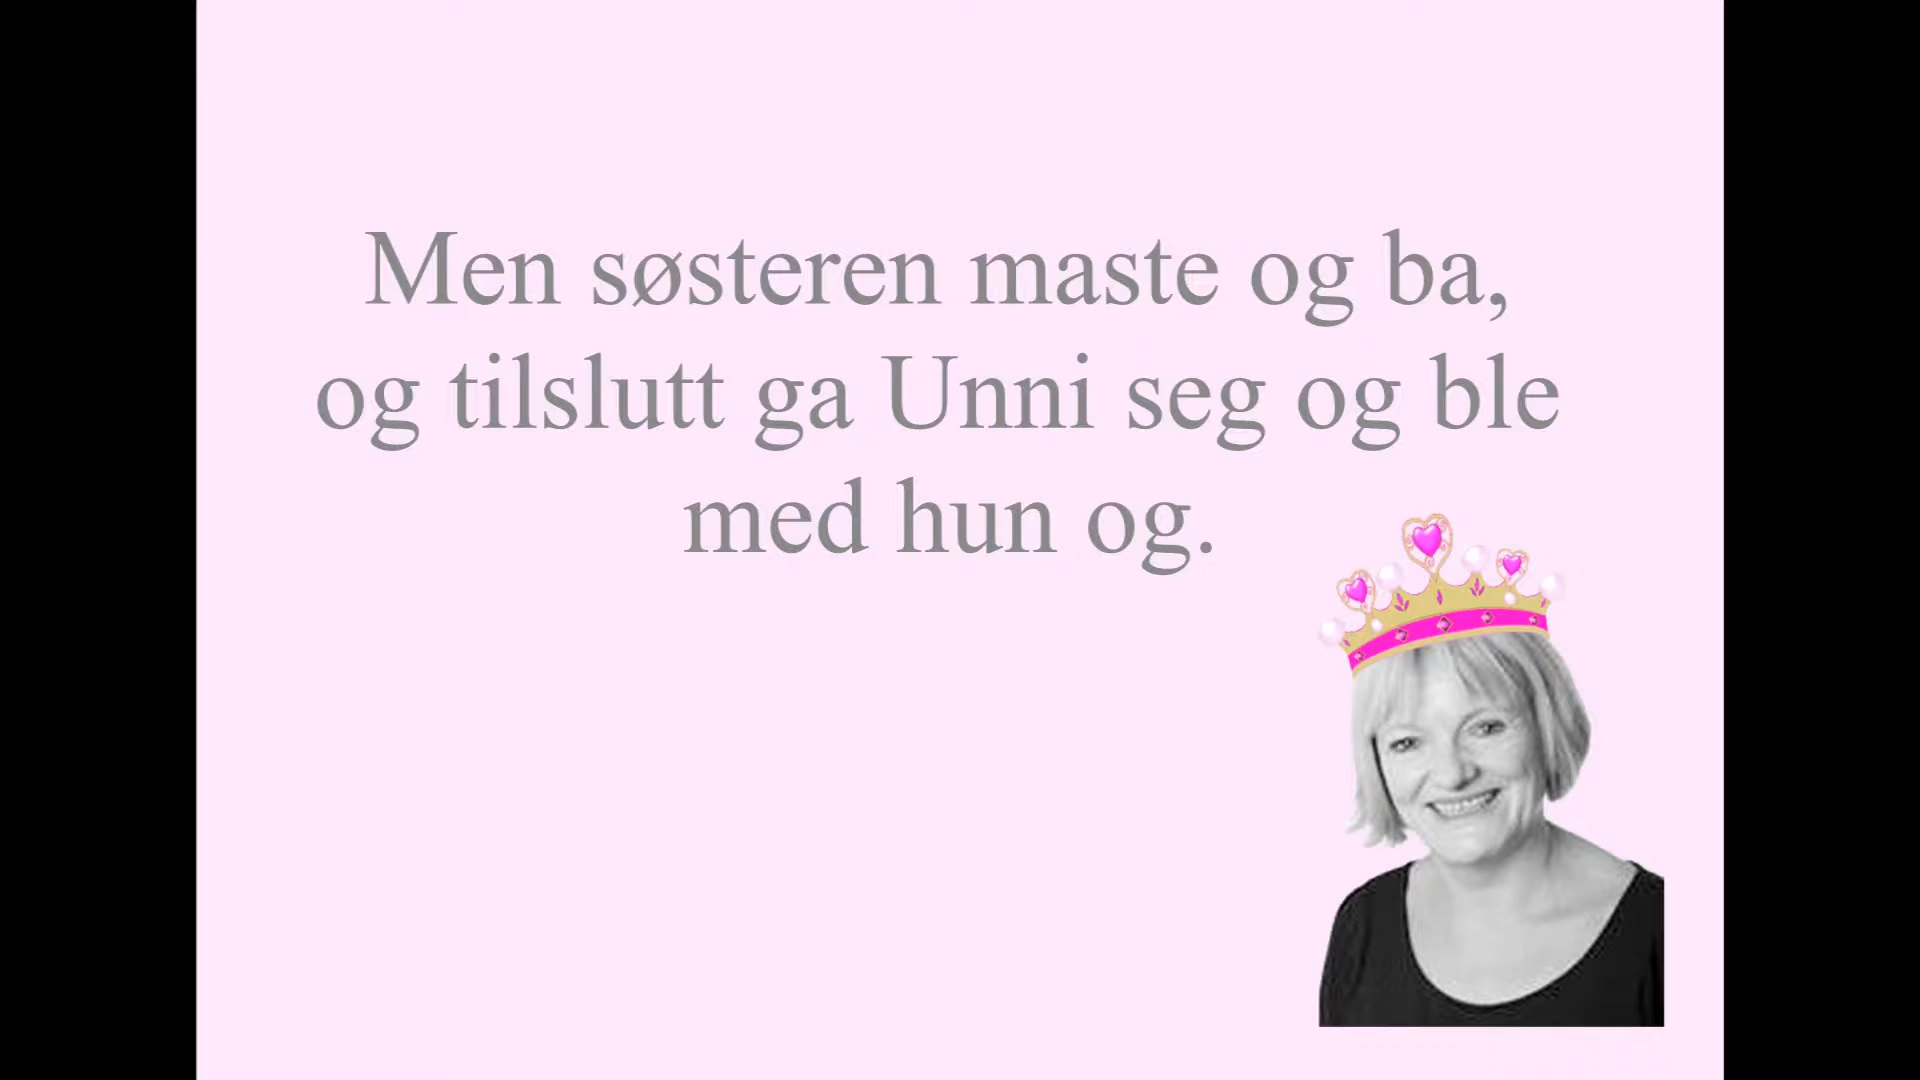 Men søsteren maste og ba,
og tilslutt ga Unni seg og ble
med hun og.